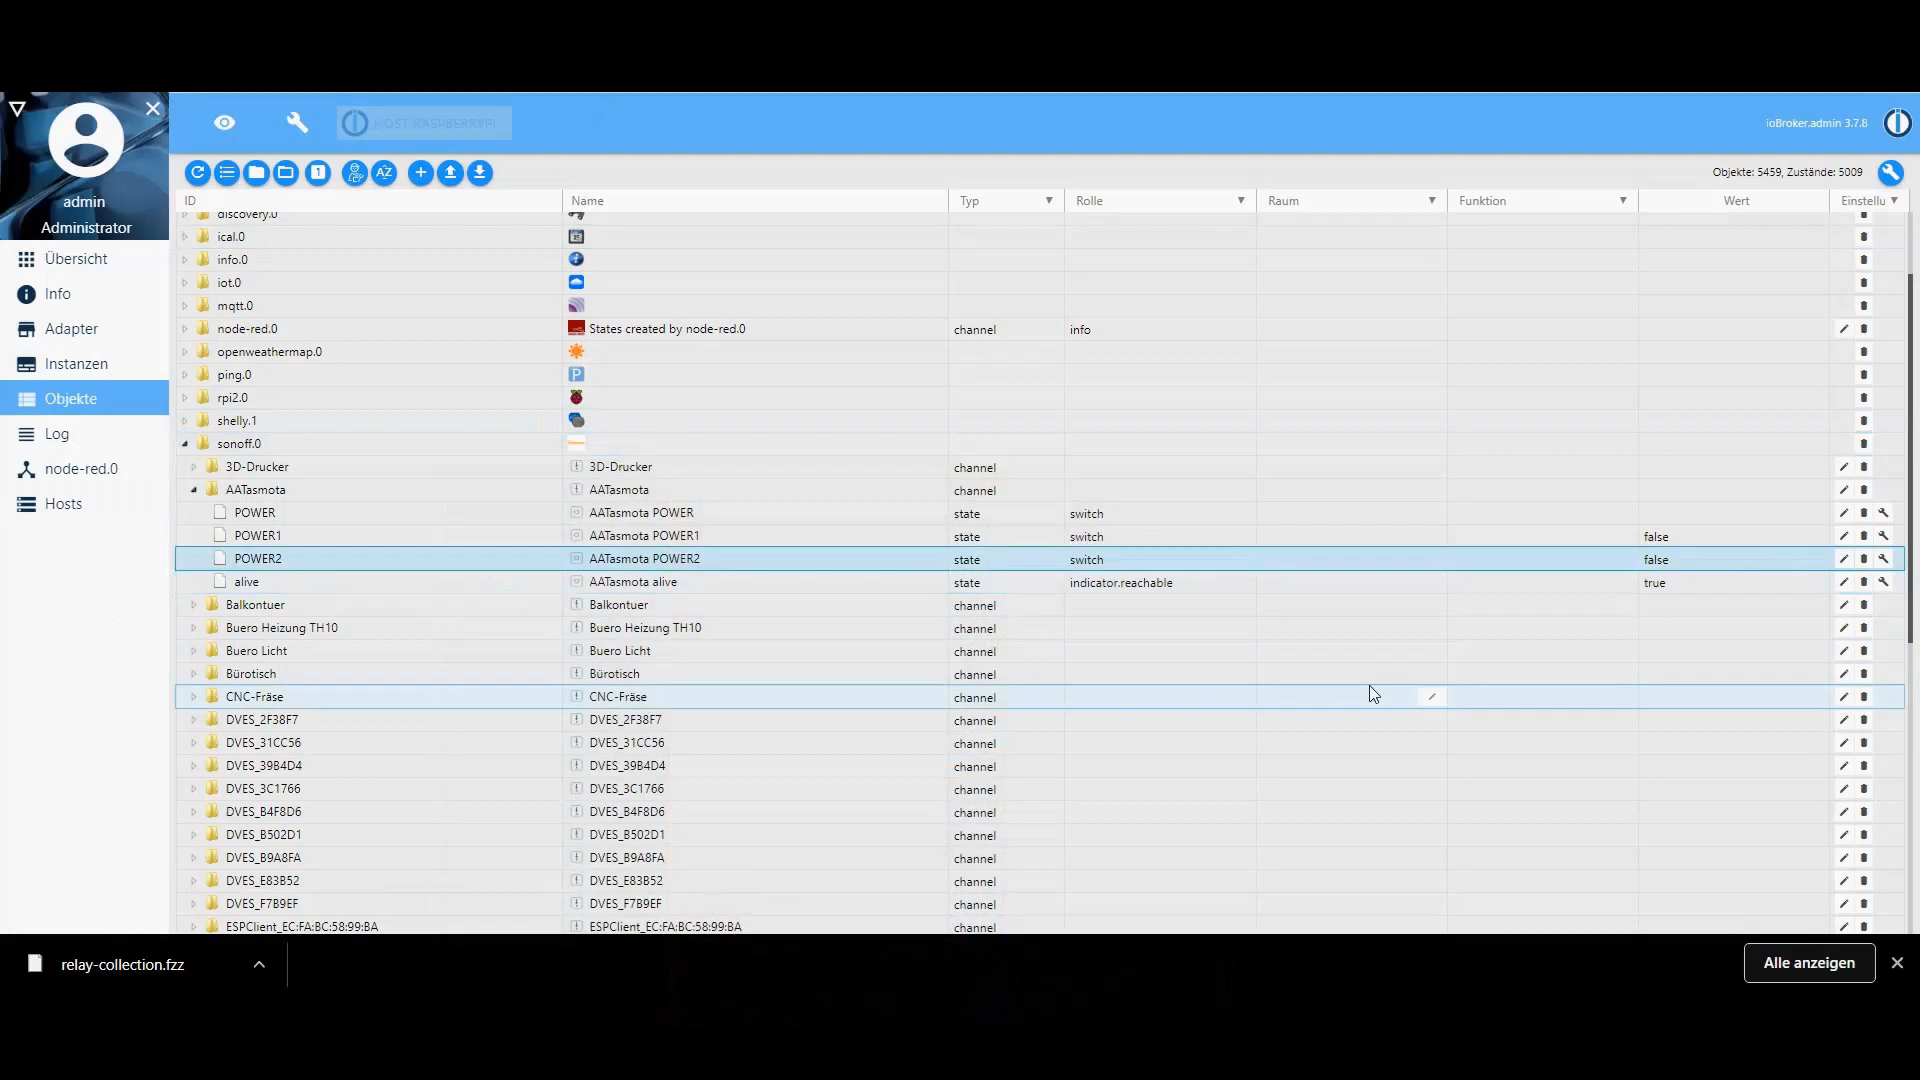 HOST RASPBERRYPI
ioBroker.admin 3.7.8
admin
Administrator
Übersicht
Info
Adapter
Instanzen
Objekte
Log
node-red.0
Hosts
1
AZ
Objekte: 5459, Zustände: 5009
ID Name Typ Rolle Raum Funktion Wert Einstellu
discovery.0
ical.0
info.0
iot.0
mqtt.0
node-red.0 States created by node-red.0 channel info
openweathermap.0
ping.0 P
rpi2.0
shelly.1
sonoff.0
3D-Drucker 3D-Drucker channel
AATasmota AATasmota channel
POWER AATasmota POWER state switch
POWER1 AATasmota POWER1 state switch false
POWER2 AATasmota POWER2 state switch false
alive AATasmota alive state indicator.reachable true
Balkontuer Balkontuer channel
Buero Heizung TH10 Buero Heizung TH10 channel
Buero Licht Buero Licht channel
Bürotisch Bürotisch channel
CNC-Fräse CNC-Fräse channel
DVES_2F38F7 DVES_2F38F7 channel
DVES_31CC56 DVES_31CC56 channel
DVES_39B4D4 DVES_39B4D4 channel
DVES_3C1766 DVES_3C1766 channel
DVES_B4F8D6 DVES_B4F8D6 channel
DVES_B502D1 DVES_B502D1 channel
DVES_B9A8FA DVES_B9A8FA channel
DVES_E83B52 DVES_E83B52 channel
DVES_F7B9EF DVES_F7B9EF channel
ESPClient_EC:FA:BC:58:99:BA ESPClient_EC:FA:BC:58:99:BA channel
relay-collection.fzz
Alle anzeigen